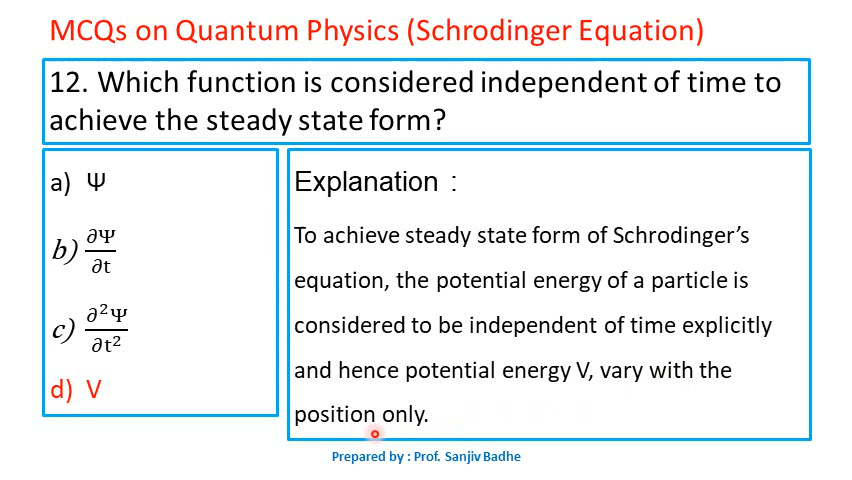 MCQs on Quantum Physics (Schrodinger Equation)
12. Which function is considered independent of time to
achieve the steady state form?
a) Ψ
b) ∂Ψ/∂t
c) ∂²Ψ/∂t²
d) V
Explanation :
To achieve steady state form of Schrodinger’s
equation, the potential energy of a particle is
considered to be independent of time explicitly
and hence potential energy V, vary with the
position only.
Prepared by : Prof. Sanjiv Badhe